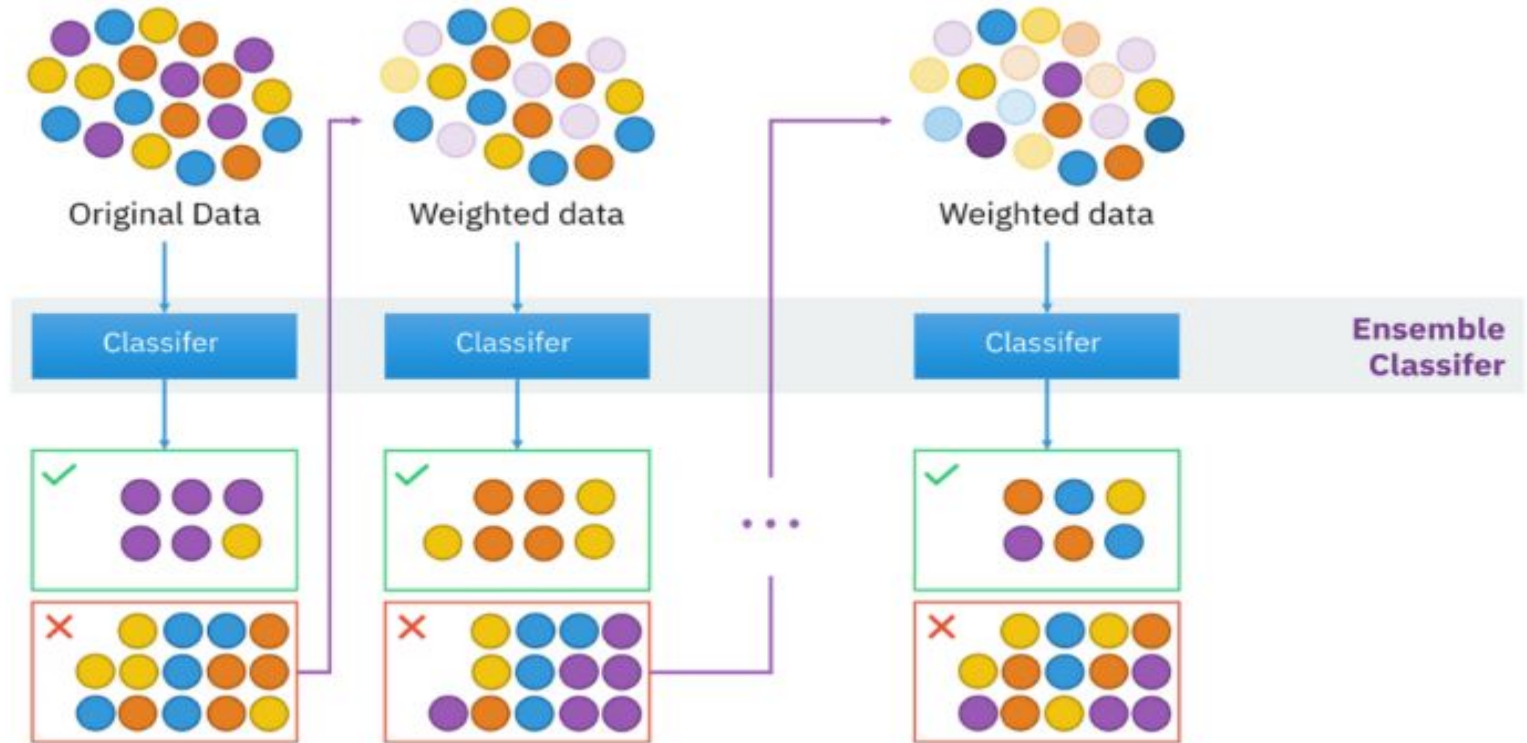 Original Data
Weighted data
Weighted data
Classifer
Classifer
Classifer
Ensemble
Classifer